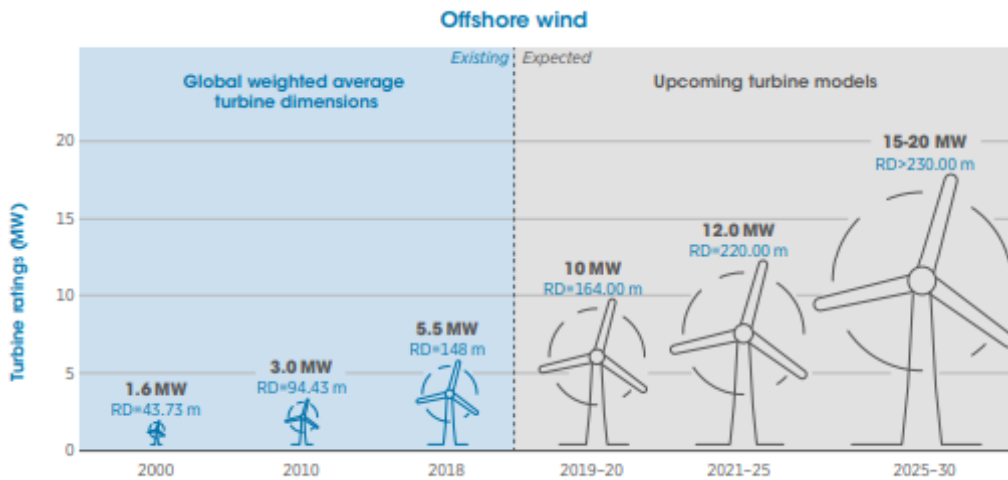 Offshore wind
Existing
Expected
Global weighted average
turbine dimensions
Upcoming turbine models
Turbine ratings (MW)
20
15
10
5
0
1.6 MW
RD=43.73 m
3.0 MW
RD=94.43 m
5.5 MW
RD=148 m
10 MW
RD=164.00 m
12.0 MW
RD=220.00 m
15-20 MW
RD>230.00 m
2000
2010
2018
2019–20
2021–25
2025–30